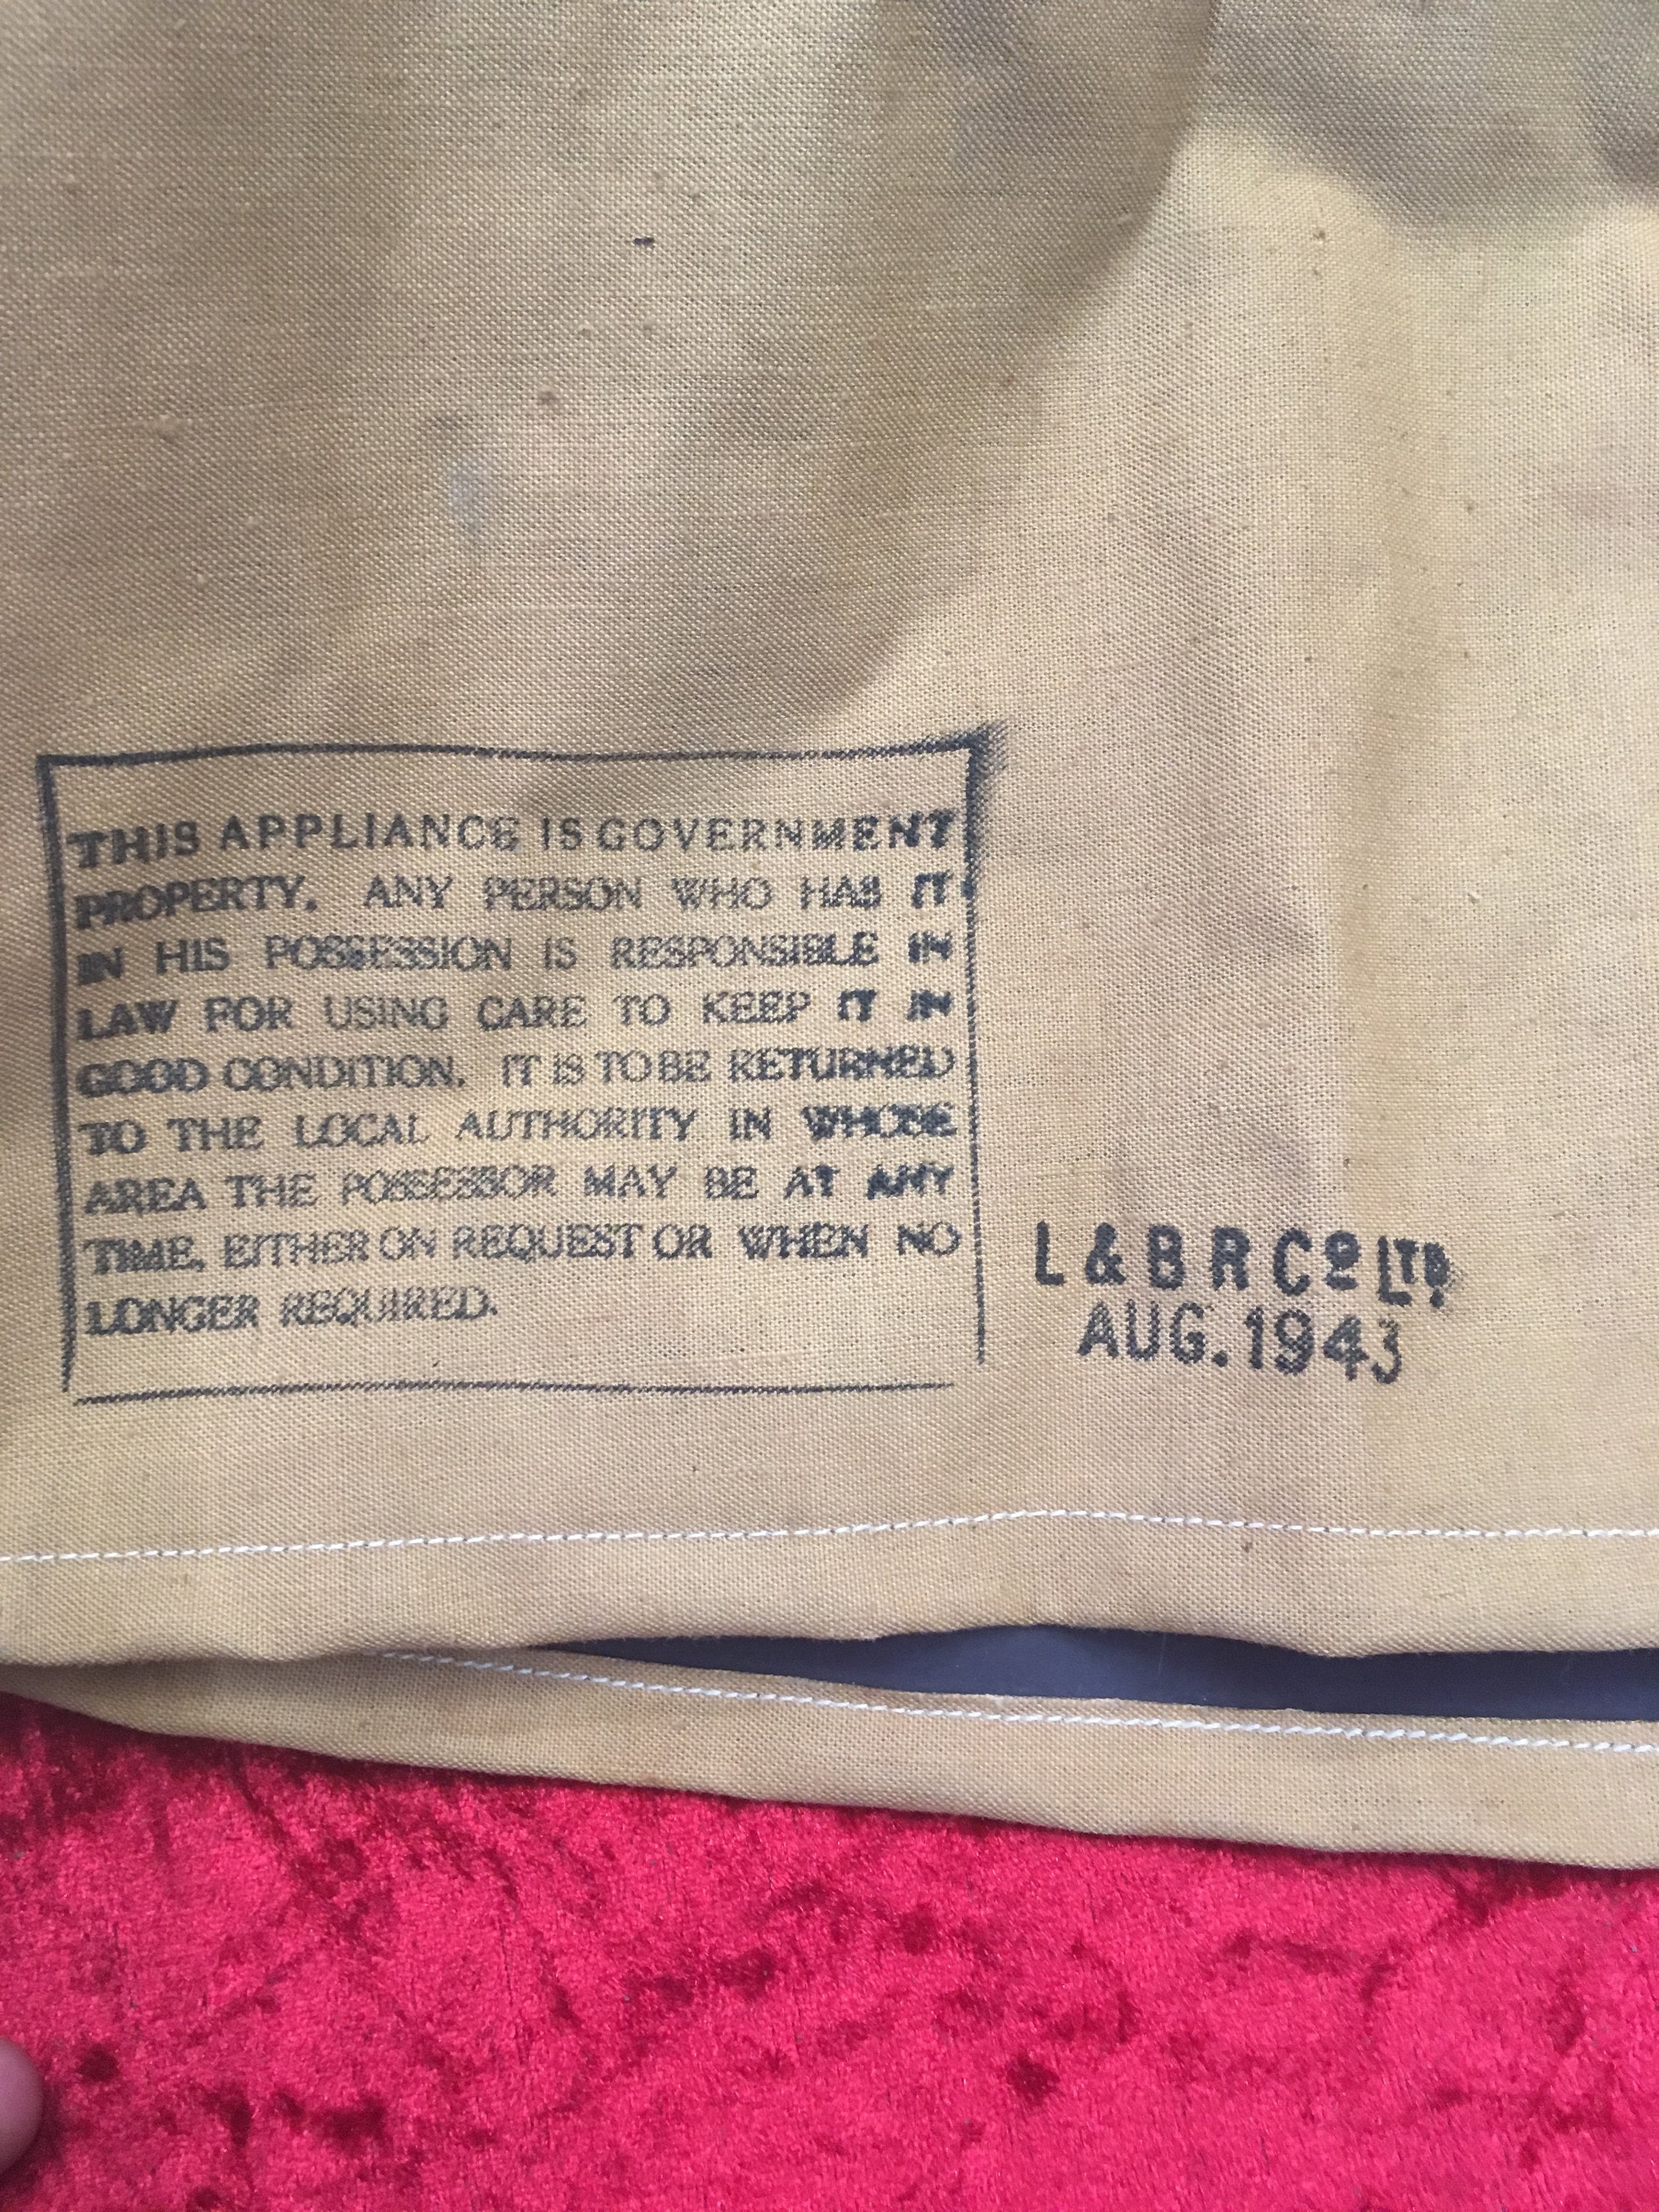 THIS APPLIANCE IS GOVERNMENT
PROPERTY. ANY PERSON WHO HAS IT
IN HIS POSSESSION IS RESPONSIBLE IN
LAW FOR USING CARE TO KEEP IT IN
GOOD CONDITION. IT IS TO BE RETURNED
TO THE LOCAL AUTHORITY IN WHOSE
AREA THE POSSESSOR MAY BE AT ANY
TIME, EITHER ON REQUEST OR WHEN NO
LONGER REQUIRED.
L & B R Cº LTD.
AUG. 1943